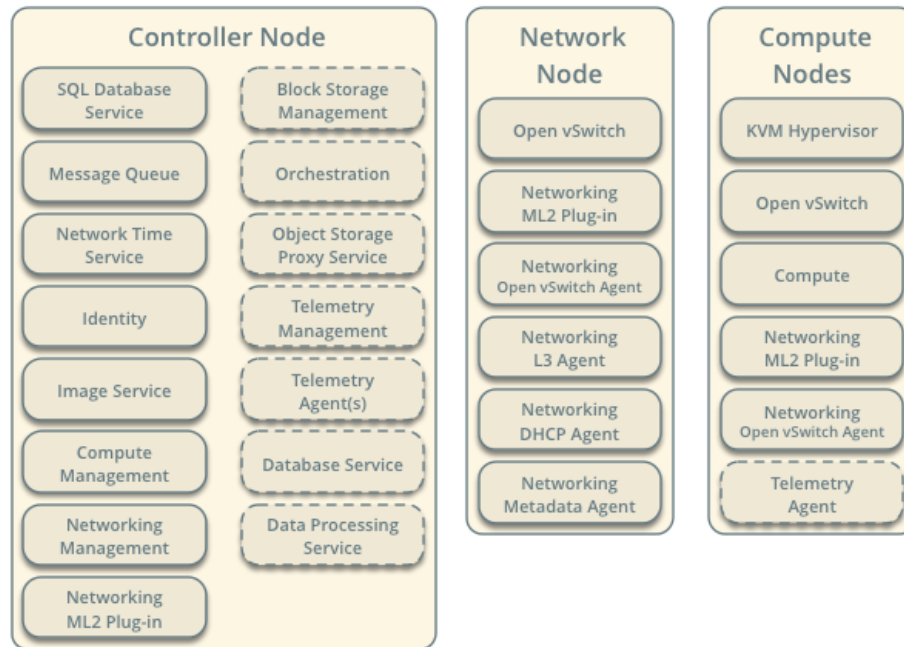 Controller Node
SQL Database
Service
Message Queue
Network Time
Service
Identity
Image Service
Compute
Management
Networking
Management
Networking
ML2 Plug-in
Block Storage
Management
Orchestration
Object Storage
Proxy Service
Telemetry
Management
Telemetry
Agent(s)
Database Service
Data Processing
Service
Network
Node
Open vSwitch
Networking
ML2 Plug-in
Networking
Open vSwitch Agent
Networking
L3 Agent
Networking
DHCP Agent
Networking
Metadata Agent
Compute
Nodes
KVM Hypervisor
Open vSwitch
Compute
Networking
ML2 Plug-in
Networking
Open vSwitch Agent
Telemetry
Agent